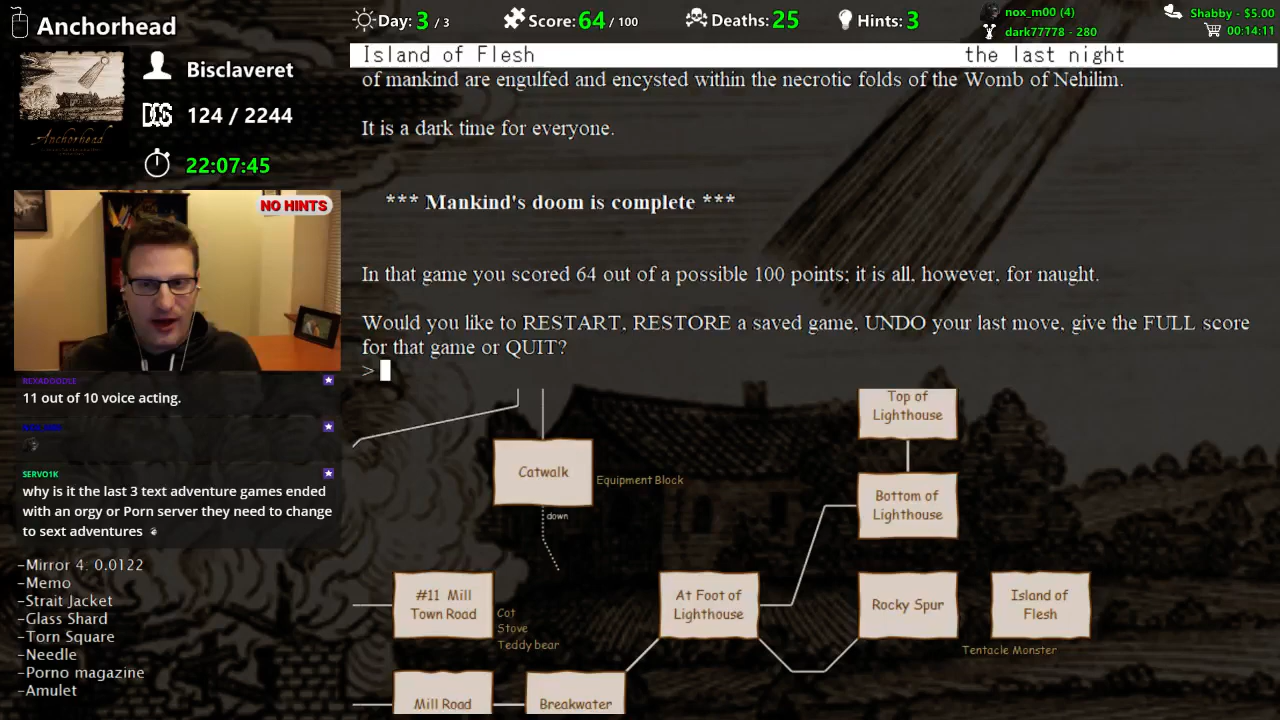 Anchorhead
Day: 3 / 3
Score: 64 / 100
Deaths: 25
Hints: 3
nox_m00 (4)
dark77778 - 280
Shabby - $5.00
00:14:11
Anchorhead
Bisclaveret
DCS 124 / 2244
22:07:45
NO HINTS
Island of Flesh the last night
of mankind are engulfed and encysted within the necrotic folds of the Womb of Nehilim.
It is a dark time for everyone.
*** Mankind's doom is complete ***
In that game you scored 64 out of a possible 100 points; it is all, however, for naught.
Would you like to RESTART, RESTORE a saved game, UNDO your last move, give the FULL score
for that game or QUIT?
>
REXADOODLE
11 out of 10 voice acting.
SERVO1K
why is it the last 3 text adventure games ended
with an orgy or Porn server they need to change
to sext adventures
-Mirror 4. 0.0122
-Memo
-Strait Jacket
-Glass Shard
-Torn Square
-Needle
-Porno magazine
-Amulet
Top of
Lighthouse
Catwalk
Equipment Block
down
Bottom of
Lighthouse
#11 Mill
Town Road
Cot
Stove
Teddy bear
At Foot of
Lighthouse
Rocky Spur
Island of
Flesh
Tentacle Monster
Mill Road
Breakwater